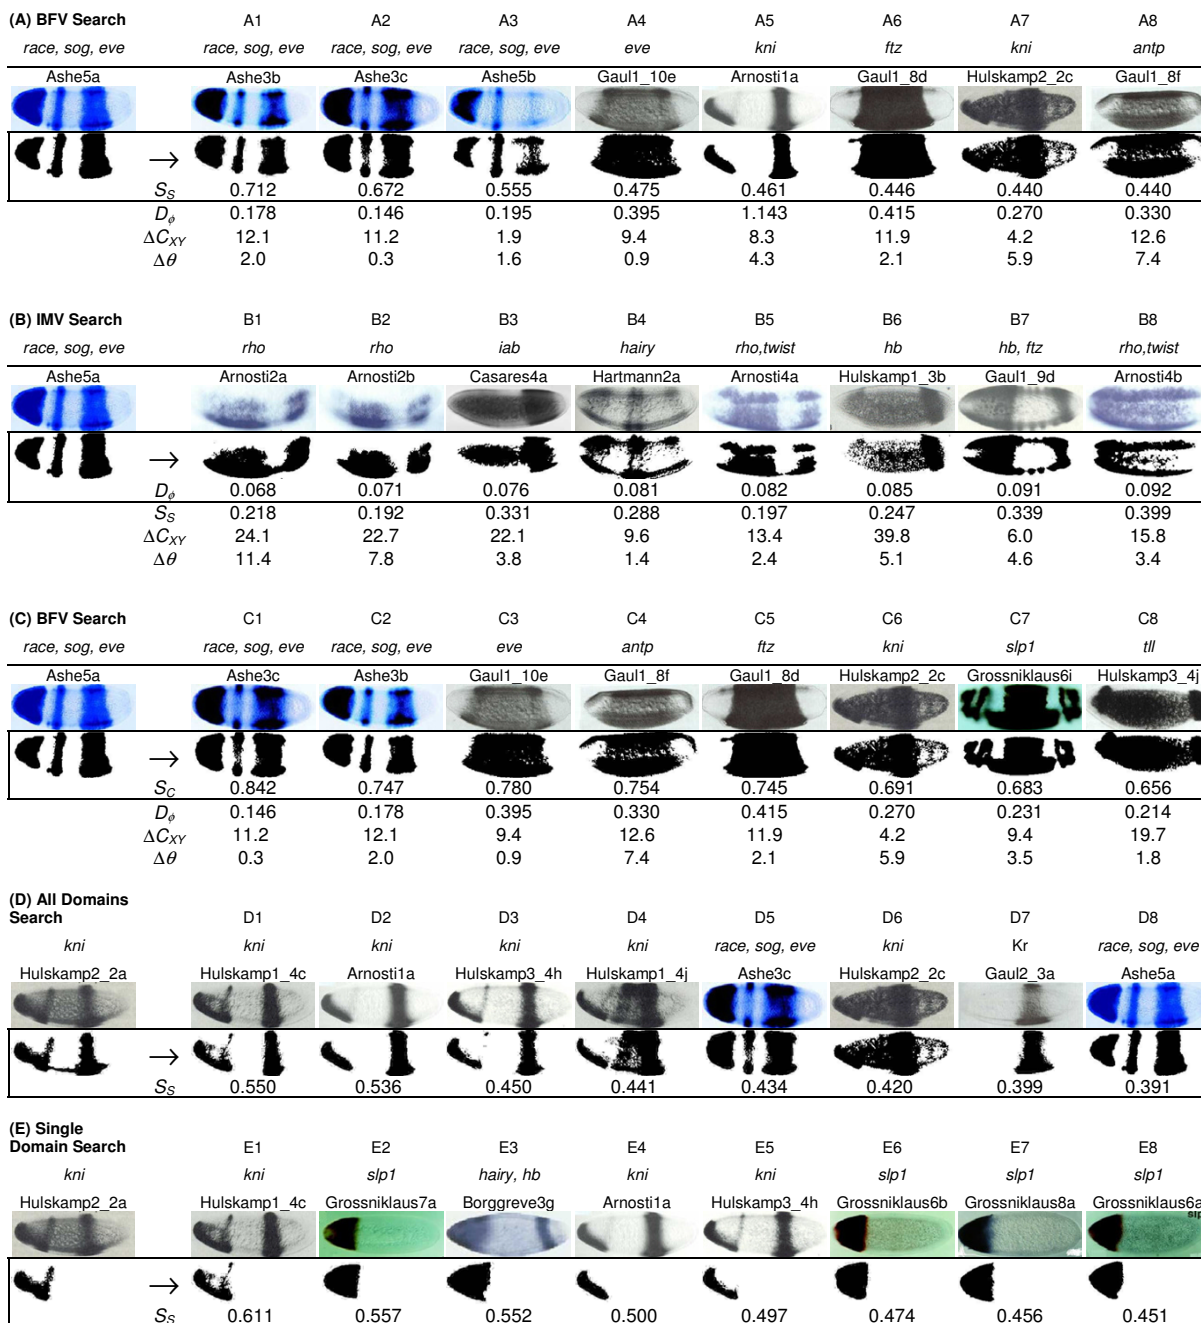 (A) BFV Search A1 A2 A3 A4 A5 A6 A7 A8
race, sog, eve race, sog, eve race, sog, eve race, sog, eve eve kni ftz kni antp
Ashe5a Ashe3b Ashe3c Ashe5b Gaul1_10e Arnosti1a Gaul1_8d Hulskamp2_2c Gaul1_8f
→
S_S 0.712 0.672 0.555 0.475 0.461 0.446 0.440 0.440
D_ϕ 0.178 0.146 0.195 0.395 1.143 0.415 0.270 0.330
ΔC_XY 12.1 11.2 1.9 9.4 8.3 11.9 4.2 12.6
Δθ 2.0 0.3 1.6 0.9 4.3 2.1 5.9 7.4
(B) IMV Search B1 B2 B3 B4 B5 B6 B7 B8
race, sog, eve rho rho iab hairy rho,twist hb hb, ftz rho,twist
Ashe5a Arnosti2a Arnosti2b Casares4a Hartmann2a Arnosti4a Hulskamp1_3b Gaul1_9d Arnosti4b
→
D_ϕ 0.068 0.071 0.076 0.081 0.082 0.085 0.091 0.092
S_S 0.218 0.192 0.331 0.288 0.197 0.247 0.339 0.399
ΔC_XY 24.1 22.7 22.1 9.6 13.4 39.8 6.0 15.8
Δθ 11.4 7.8 3.8 1.4 2.4 5.1 4.6 3.4
(C) BFV Search C1 C2 C3 C4 C5 C6 C7 C8
race, sog, eve race, sog, eve race, sog, eve eve antp ftz kni slp1 tll
Ashe5a Ashe3c Ashe3b Gaul1_10e Gaul1_8f Gaul1_8d Hulskamp2_2c Grossniklaus6i Hulskamp3_4j
→
S_C 0.842 0.747 0.780 0.754 0.745 0.691 0.683 0.656
D_ϕ 0.146 0.178 0.395 0.330 0.415 0.270 0.231 0.214
ΔC_XY 11.2 12.1 9.4 12.6 11.9 4.2 9.4 19.7
Δθ 0.3 2.0 0.9 7.4 2.1 5.9 3.5 1.8
(D) All Domains
Search D1 D2 D3 D4 D5 D6 D7 D8
kni kni kni kni kni race, sog, eve kni Kr race, sog, eve
Hulskamp2_2a Hulskamp1_4c Arnosti1a Hulskamp3_4h Hulskamp1_4j Ashe3c Hulskamp2_2c Gaul2_3a Ashe5a
→
S_S 0.550 0.536 0.450 0.441 0.434 0.420 0.399 0.391
(E) Single
Domain Search E1 E2 E3 E4 E5 E6 E7 E8
kni kni slp1 hairy, hb kni kni slp1 slp1 slp1
Hulskamp2_2a Hulskamp1_4c Grossniklaus7a Borggreve3g Arnosti1a Hulskamp3_4h Grossniklaus6b Grossniklaus8a Grossniklaus6a
slp
→
S_S 0.611 0.557 0.552 0.500 0.497 0.474 0.456 0.451